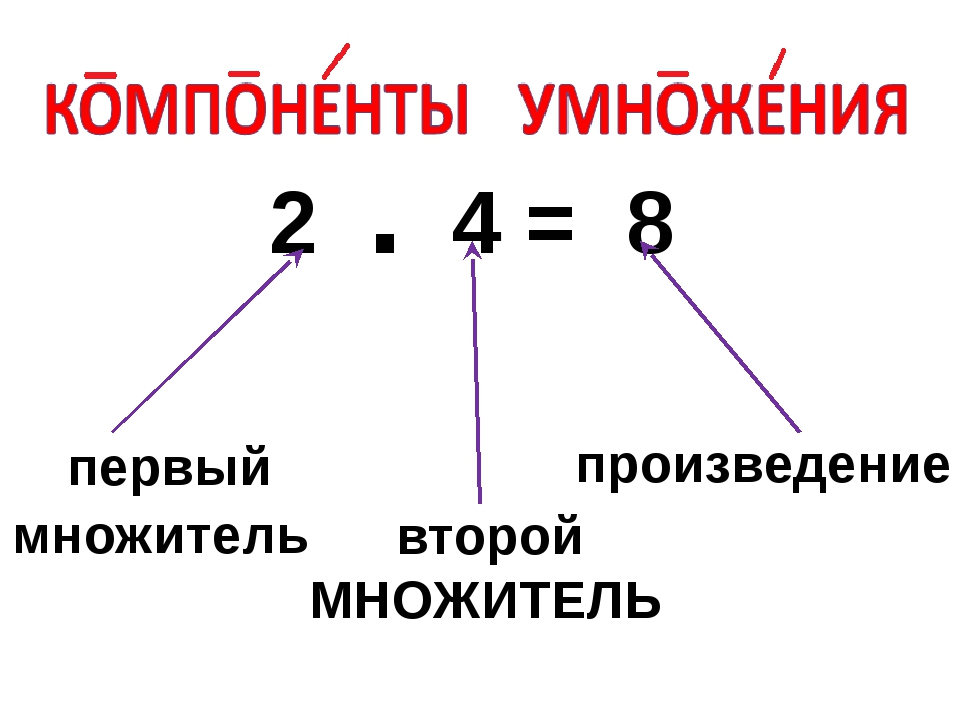 КОМПОНЕНТЫ УМНОЖЕНИЯ
2 . 4 = 8
первый
множитель
произведение
второй
МНОЖИТЕЛЬ